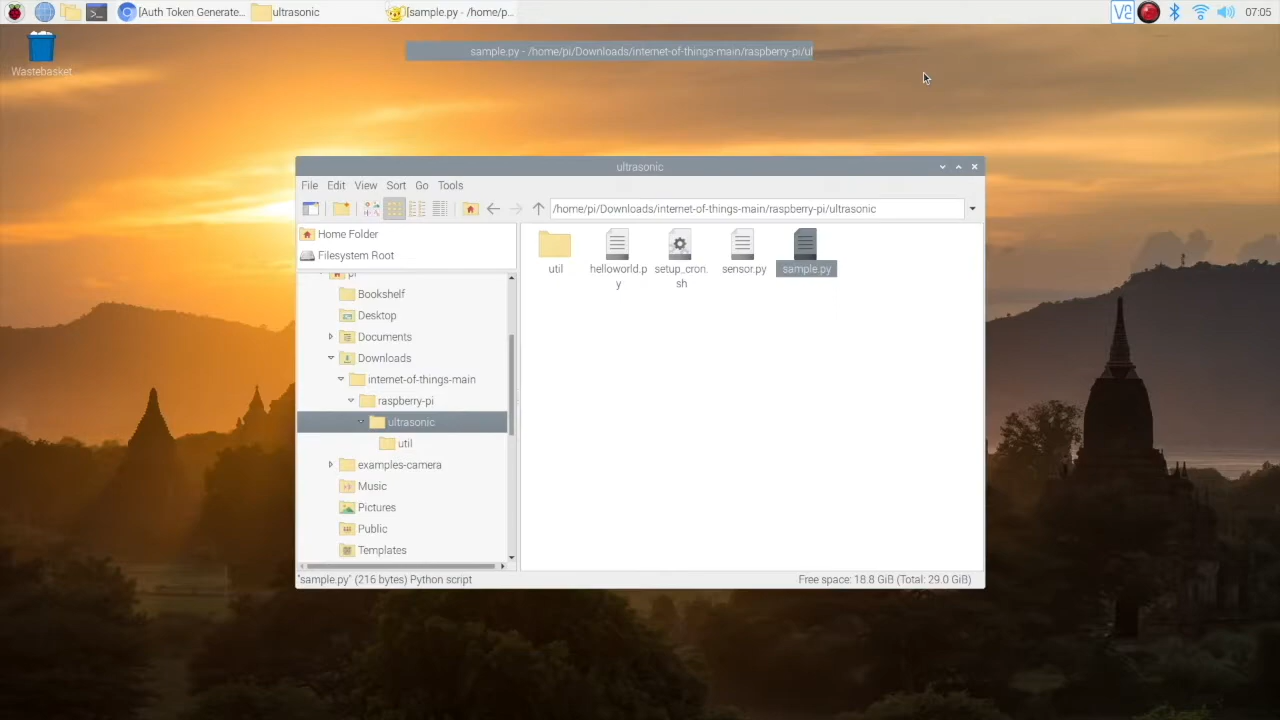 [Auth Token Generate...
ultrasonic
[sample.py - /home/p...
07:05
Wastebasket
sample.py - /home/pi/Downloads/internet-of-things-main/raspberry-pi/ul
ultrasonic
File Edit View Sort Go Tools
/home/pi/Downloads/internet-of-things-main/raspberry-pi/ultrasonic
Home Folder
Filesystem Root
pi
Bookshelf
Desktop
Documents
Downloads
internet-of-things-main
raspberry-pi
ultrasonic
util
examples-camera
Music
Pictures
Public
Templates
util
helloworld.p
y
setup_cron.
sh
sensor.py
sample.py
"sample.py" (216 bytes) Python script
Free space: 18.8 GiB (Total: 29.0 GiB)